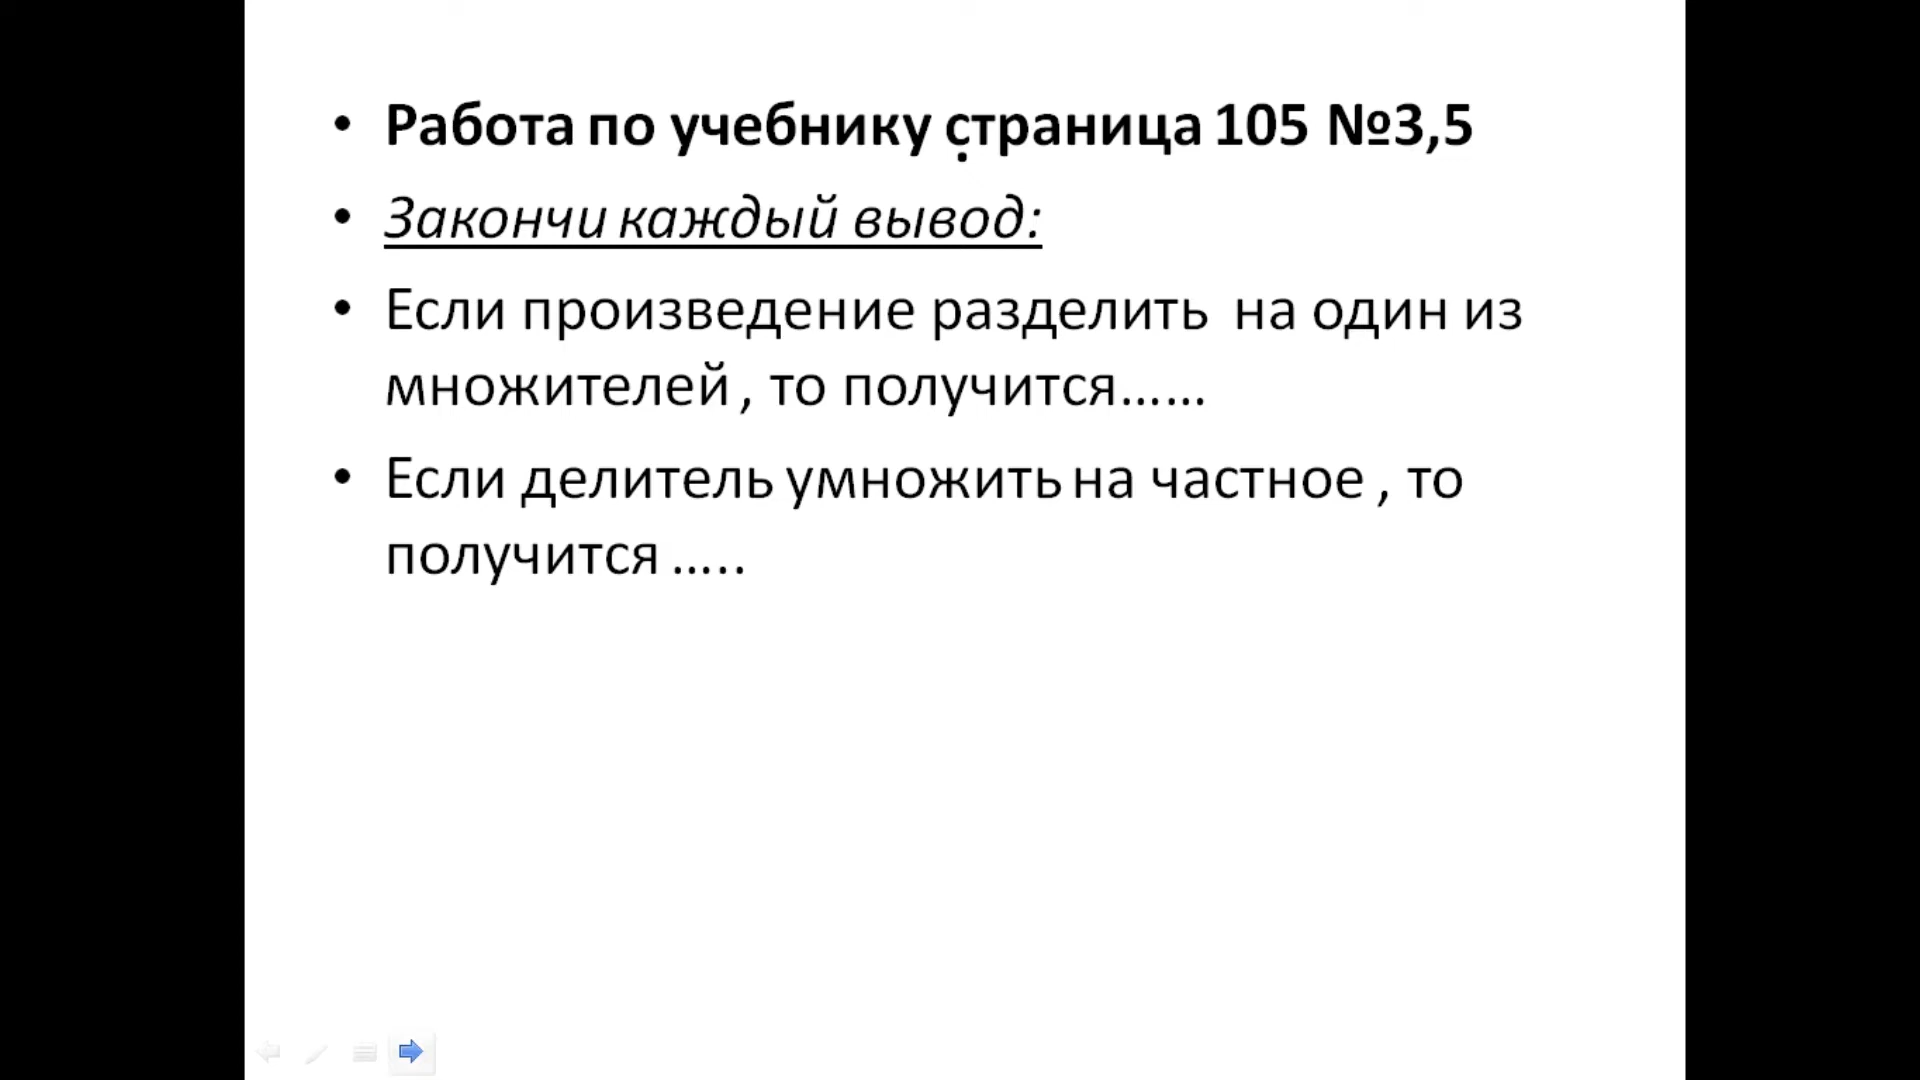 • Работа по учебнику страница 105 №3,5
• Закончи каждый вывод:
• Если произведение разделить на один из
множителей , то получится……
• Если делитель умножить на частное , то
получится …..